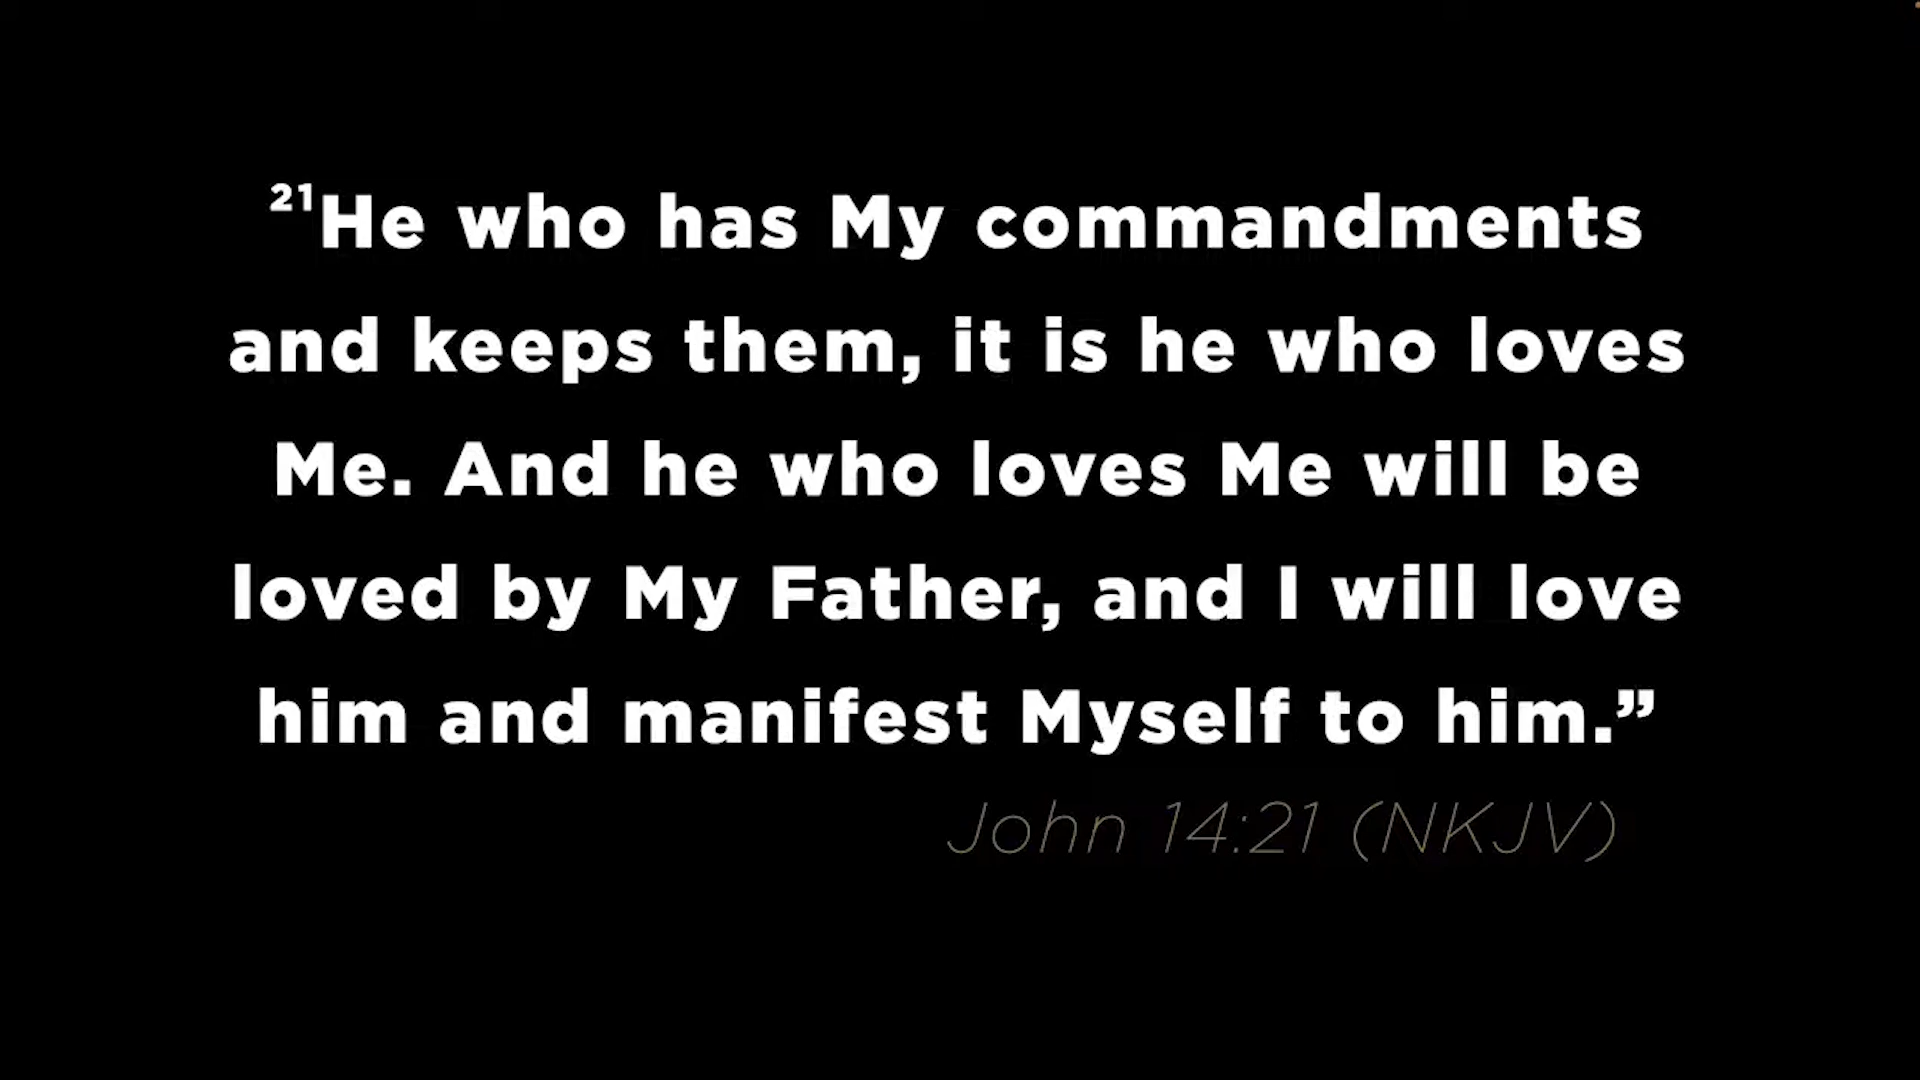 ²¹He who has My commandments
and keeps them, it is he who loves
Me. And he who loves Me will be
loved by My Father, and I will love
him and manifest Myself to him.”
John 14:21 (NKJV)